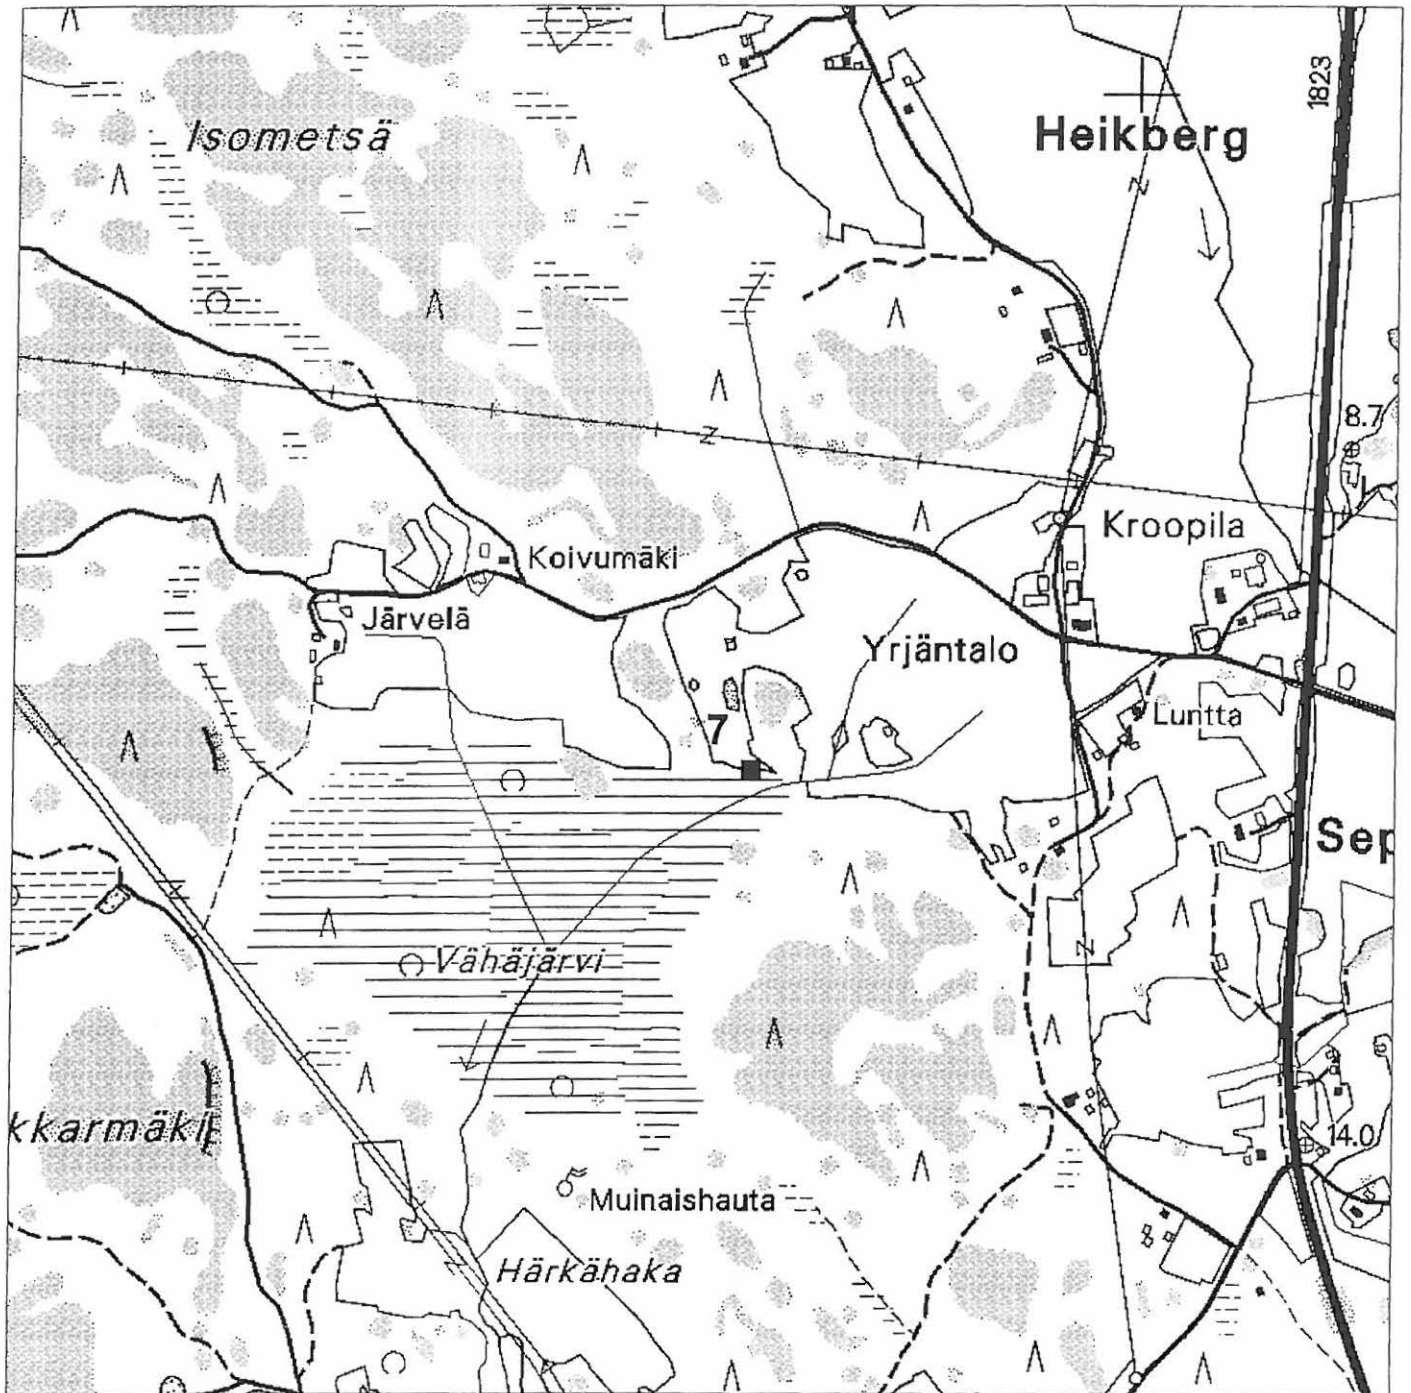 1823
Isometsä
Heikberg
8.7
Kroopila
Koivumäki
Järvelä
Yrjäntalo
Luntta
7
Sep
Vähäjärvi
kkarmäki
14.0
Muinaishauta
Härkähaka